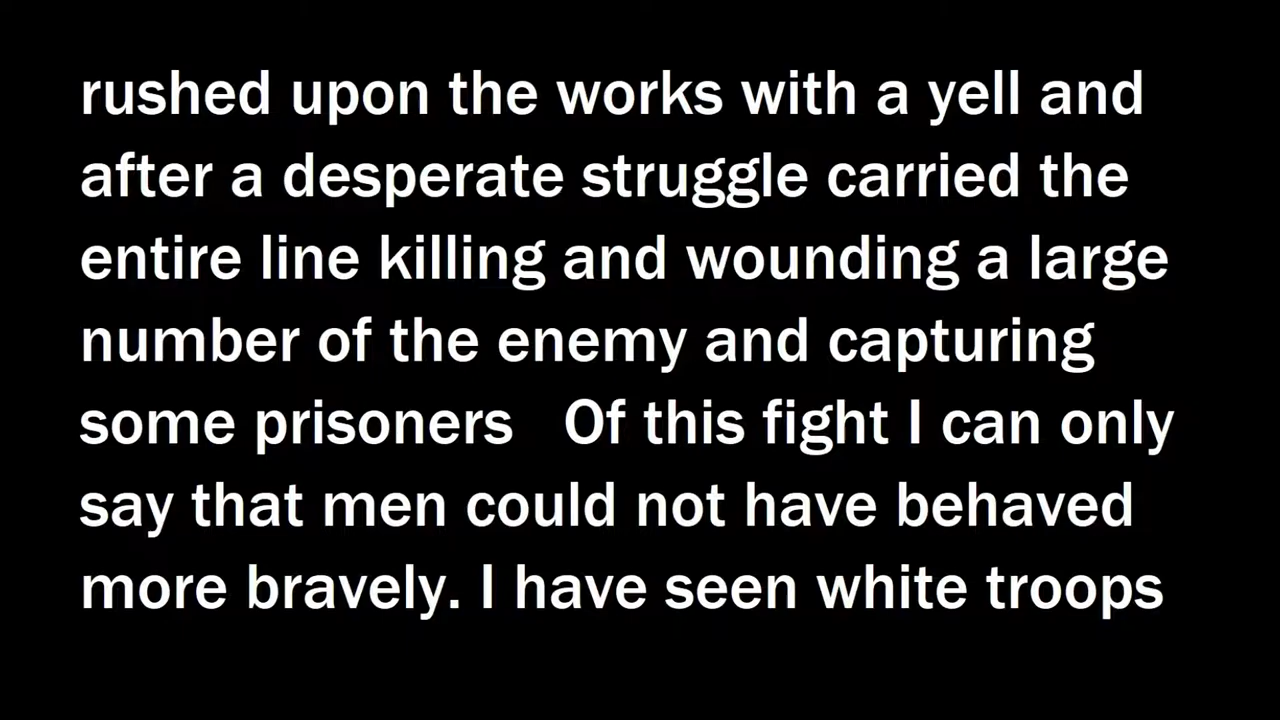 rushed upon the works with a yell and
after a desperate struggle carried the
entire line killing and wounding a large
number of the enemy and capturing
some prisoners   Of this fight I can only
say that men could not have behaved
more bravely. I have seen white troops